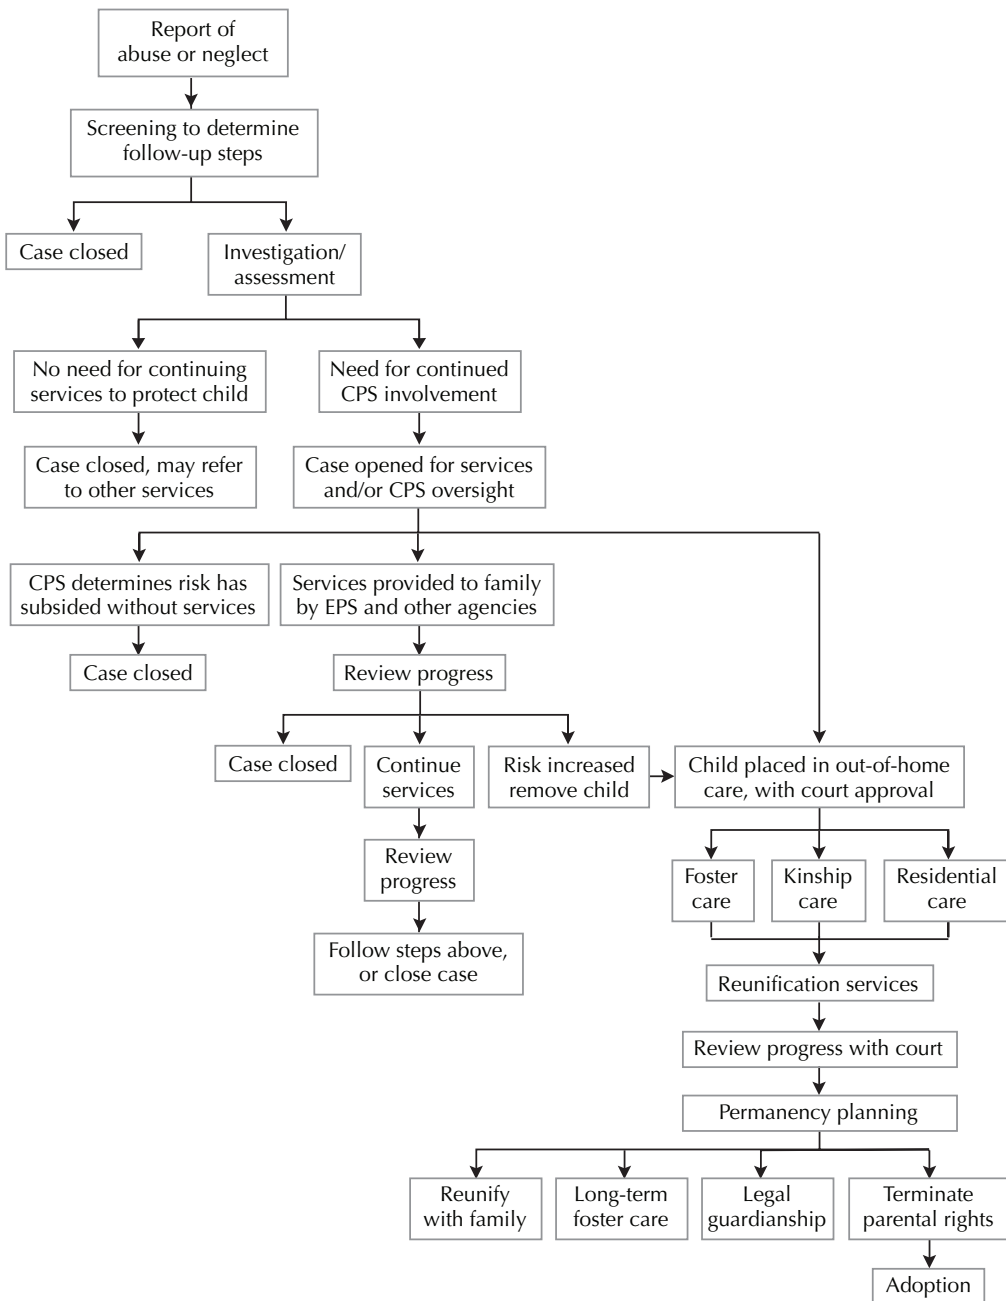 Report of
abuse or neglect
Screening to determine
follow-up steps
Case closed
Investigation/
assessment
No need for continuing
services to protect child
Need for continued
CPS involvement
Case closed, may refer
to other services
Case opened for services
and/or CPS oversight
CPS determines risk has
subsided without services
Services provided to family
by EPS and other agencies
Case closed
Review progress
Case closed
Continue
services
Risk increased
remove child
Child placed in out-of-home
care, with court approval
Review
progress
Foster
care
Kinship
care
Residential
care
Follow steps above,
or close case
Reunification services
Review progress with court
Permanency planning
Reunify
with family
Long-term
foster care
Legal
guardianship
Terminate
parental rights
Adoption